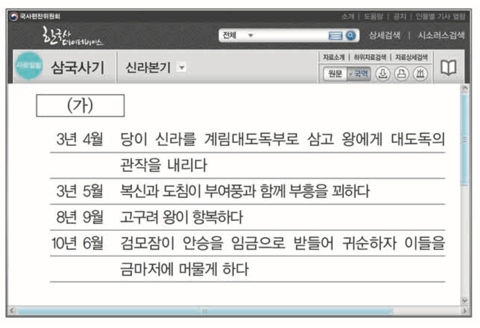 국사편찬위원회
소개 | 도움말 | 공지 | 인물별 기사 열람
한국사
데이터베이스
전체
상세검색 | 시소러스검색
사료일람
삼국사기
신라본기
자료소개 | 하위자료검색 | 자료상세검색
원문 국역
(가)
3년 4월 당이 신라를 계림대도독부로 삼고 왕에게 대도독의
관작을 내리다
3년 5월 복신과 도침이 부여풍과 함께 부흥을 꾀하다
8년 9월 고구려 왕이 항복하다
10년 6월 검모잠이 안승을 임금으로 받들어 귀순하자 이들을
금마저에 머물게 하다